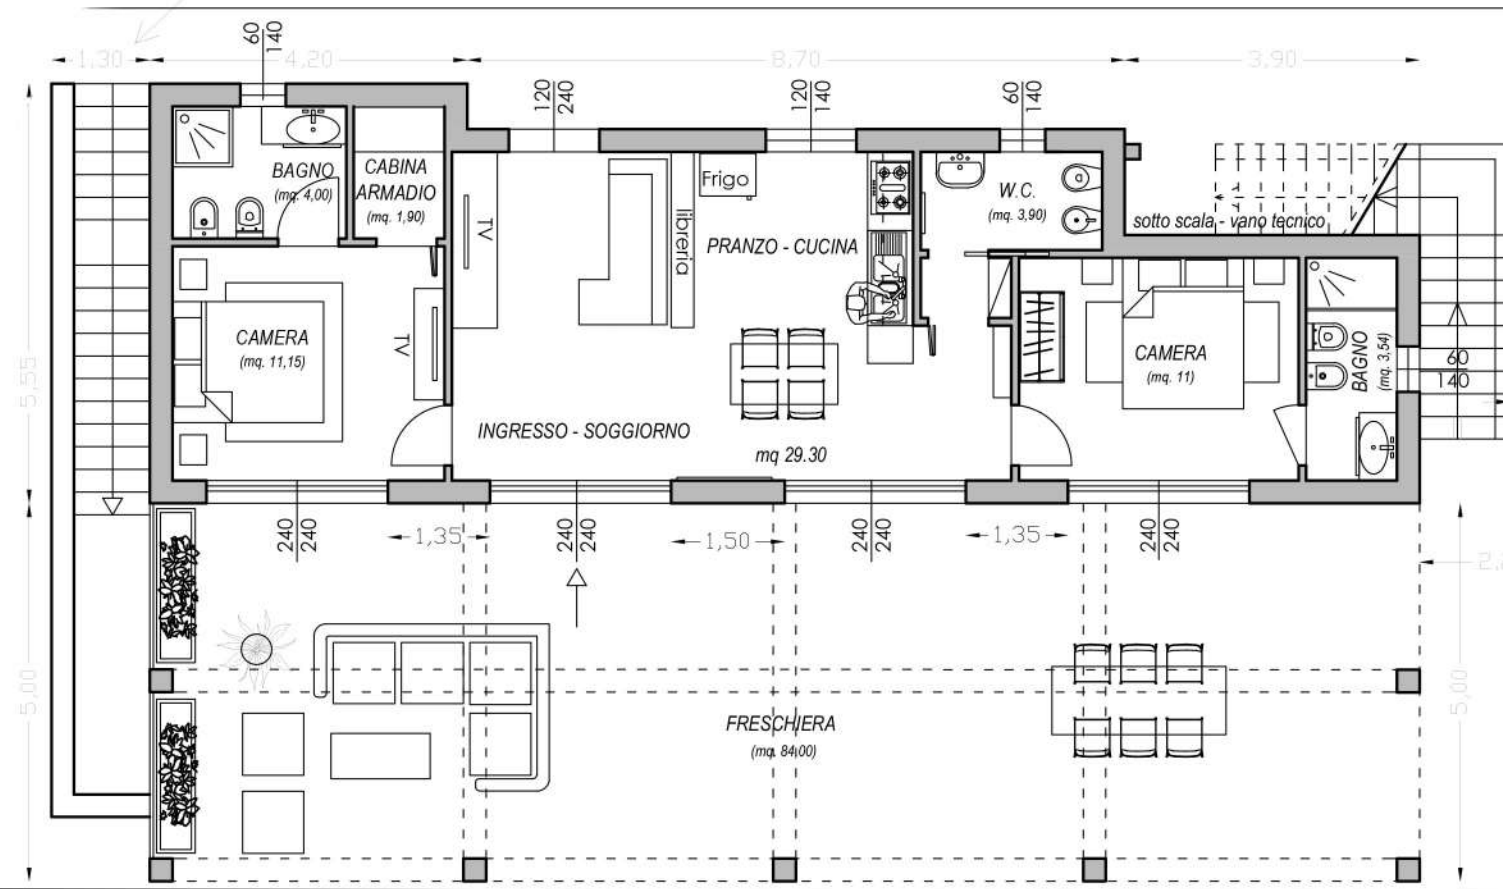 1,30
4,20
8,70
3,90
60
140
120
240
120
140
60
140
BAGNO
(mq. 4,00)
CABINA
ARMADIO
(mq. 1,90)
TV
libreria
Frigo
PRANZO - CUCINA
W.C.
(mq. 3,90)
sotto scala - vano tecnico
CAMERA
(mq. 11,15)
TV
CAMERA
(mq. 11)
BAGNO
(mq. 3,54)
60
140
5,55
INGRESSO - SOGGIORNO
mq 29.30
240
240
1,35
240
240
1,50
240
240
1,35
240
240
5,00
FRESCHIERA
(mq. 84,00)
5,00